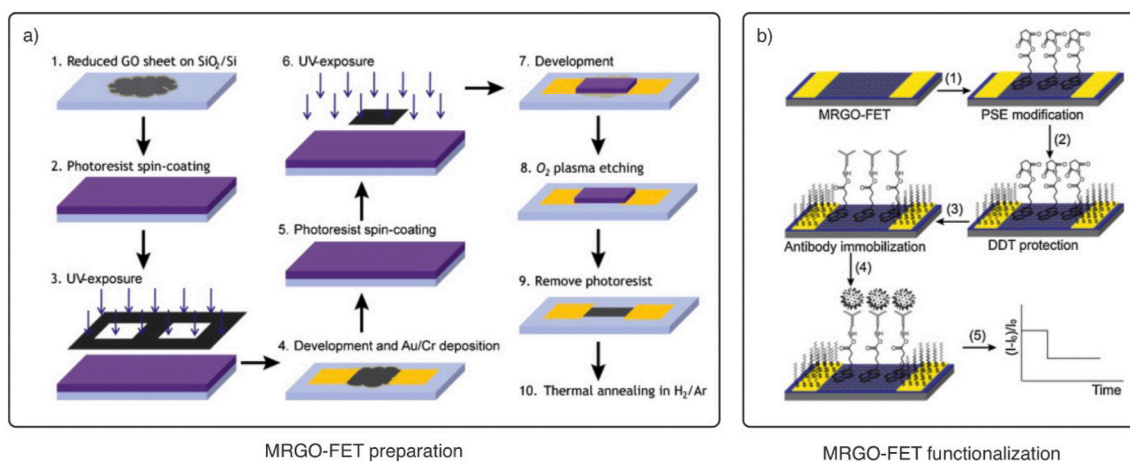 a)
1. Reduced GO sheet on SiO2/Si
2. Photoresist spin-coating
3. UV-exposure
4. Development and Au/Cr deposition
5. Photoresist spin-coating
6. UV-exposure
7. Development
8. O2 plasma etching
9. Remove photoresist
10. Thermal annealing in H2/Ar
MRGO-FET preparation
b)
MRGO-FET
(1)
PSE modification
(2)
DDT protection
(3)
Antibody immobilization
(4)
(5)
(I-I0)/I0
Time
MRGO-FET functionalization